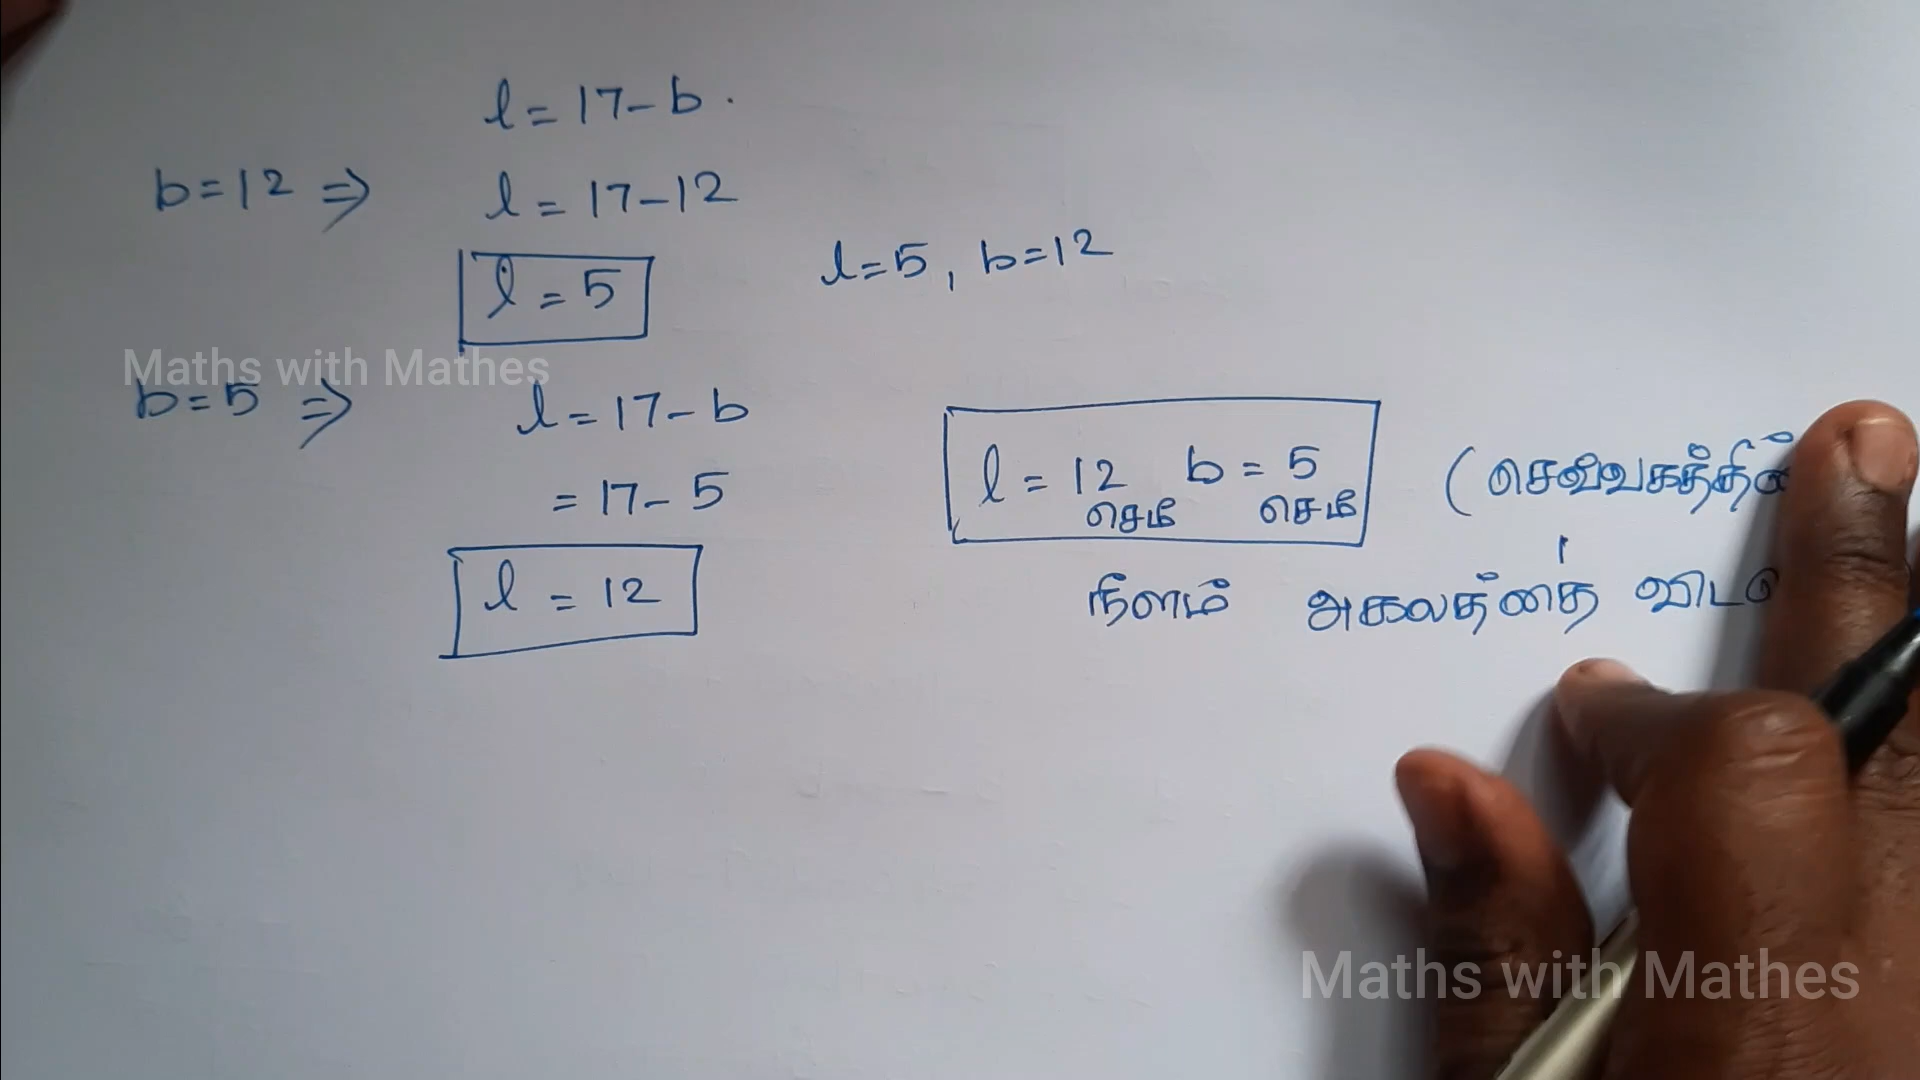 l = 17 - b.
b = 12 ⇒ l = 17 - 12
l = 5
l = 5, b = 12
Maths with Mathes
b = 5 ⇒ l = 17 - b
= 17 - 5
l = 12
l = 12 b = 5
செமீ செமீ
(செவ்வகத்தின்
நீளம் அகலத்தை விட
Maths with Mathes